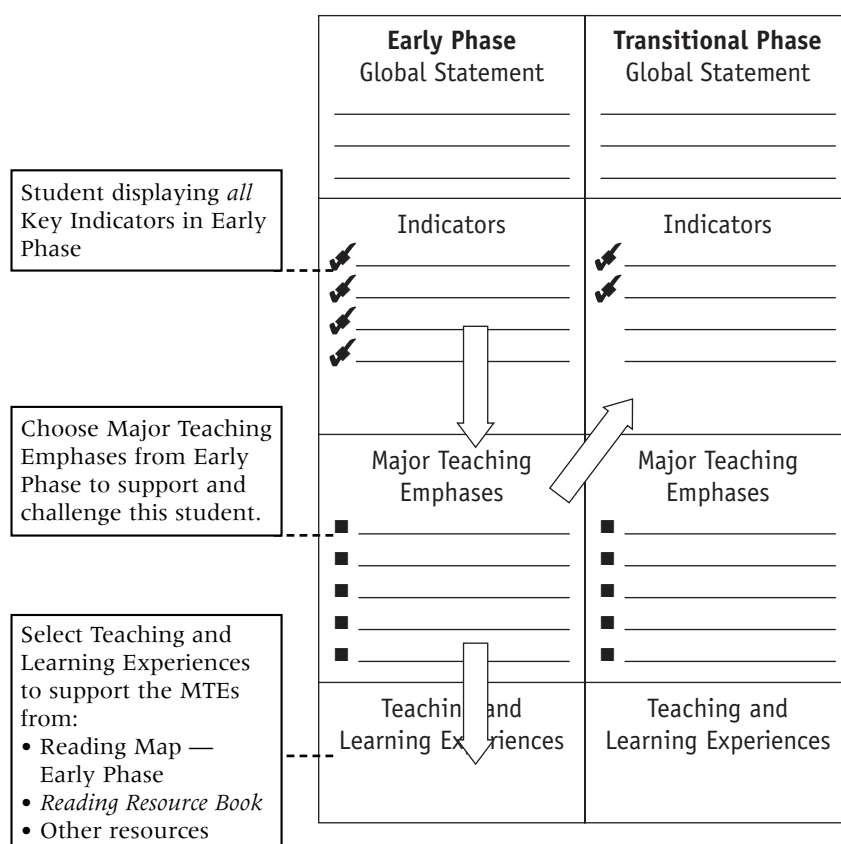 Early Phase
Global Statement
Transitional Phase
Global Statement
Student displaying all
Key Indicators in Early
Phase
Indicators
Indicators
Choose Major Teaching
Emphases from Early
Phase to support and
challenge this student.
Major Teaching
Emphases
Major Teaching
Emphases
Select Teaching and
Learning Experiences
to support the MTEs
from:
• Reading Map —
Early Phase
• Reading Resource Book
• Other resources
Teaching and
Learning Experiences
Teaching and
Learning Experiences